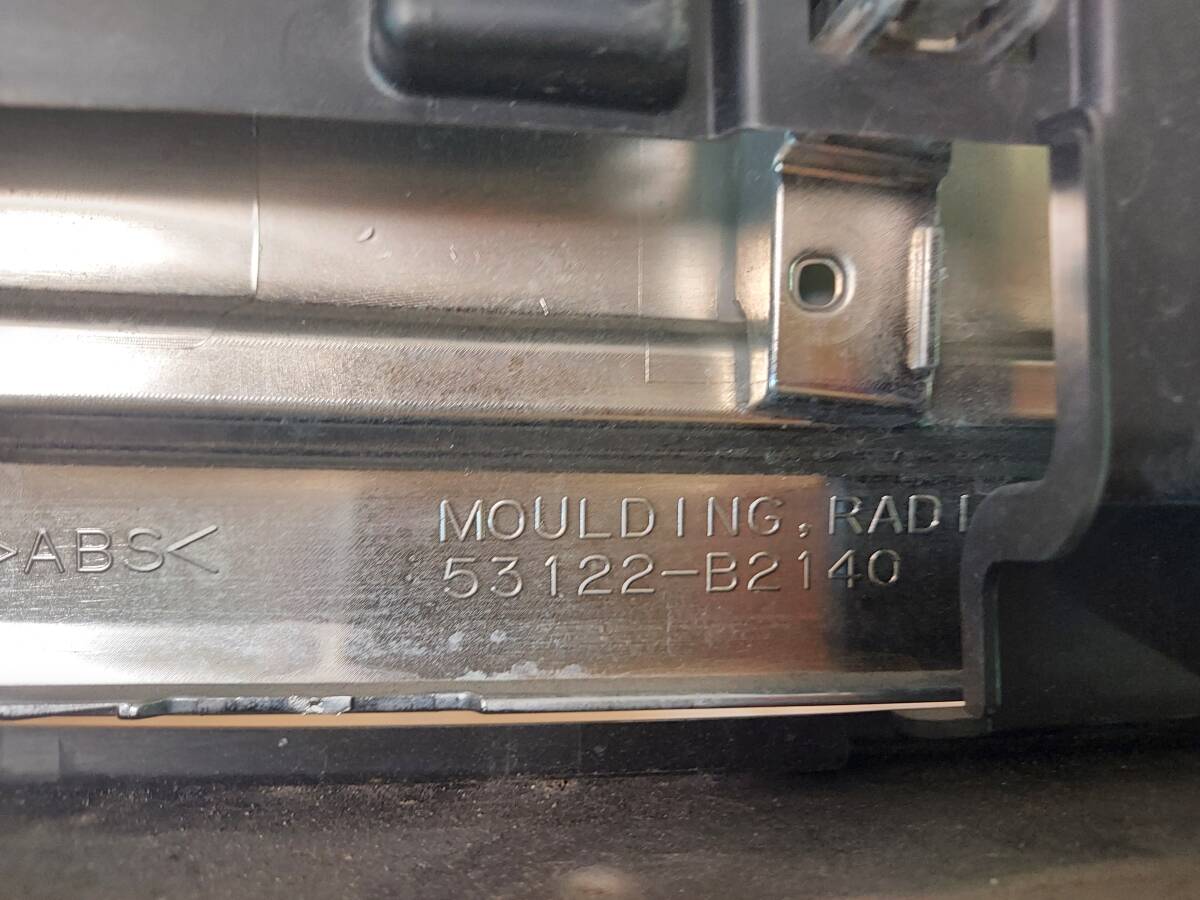 MOULDING, RADI
>ABS<
53122-B2140